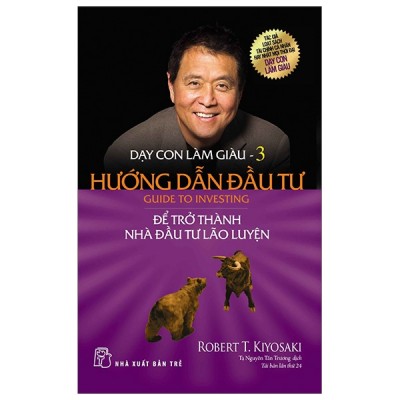 TÁC GIẢ
LOẠT SÁCH
TÀI CHÍNH CÁ NHÂN
HAY NHẤT MỌI THỜI ĐẠI
DẠY CON
LÀM GIÀU
DẠY CON LÀM GIÀU - 3
HƯỚNG DẪN ĐẦU TƯ
GUIDE TO INVESTING
ĐỂ TRỞ THÀNH
NHÀ ĐẦU TƯ LÃO LUYỆN
ROBERT T. KIYOSAKI
Tạ Nguyễn Tấn Trương dịch
Tái bản lần thứ 24
NHÀ XUẤT BẢN TRẺ